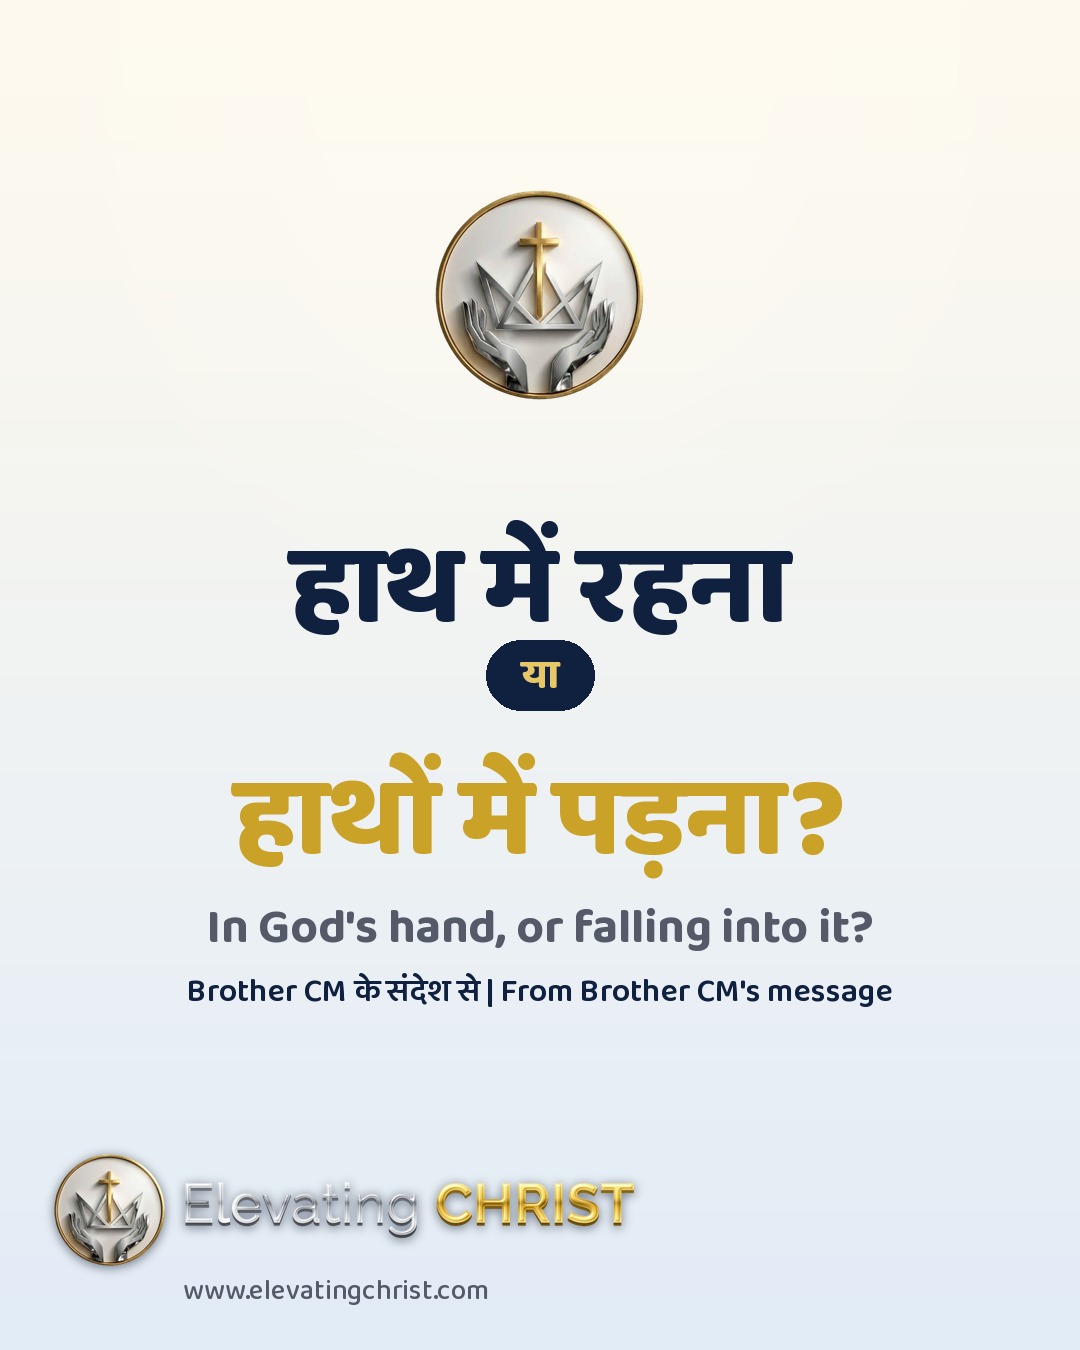 हाथ में रहना
या
हाथों में पड़ना?
In God's hand, or falling into it?
Brother CM के संदेश से | From Brother CM's message
Elevating CHRIST
www.elevatingchrist.com